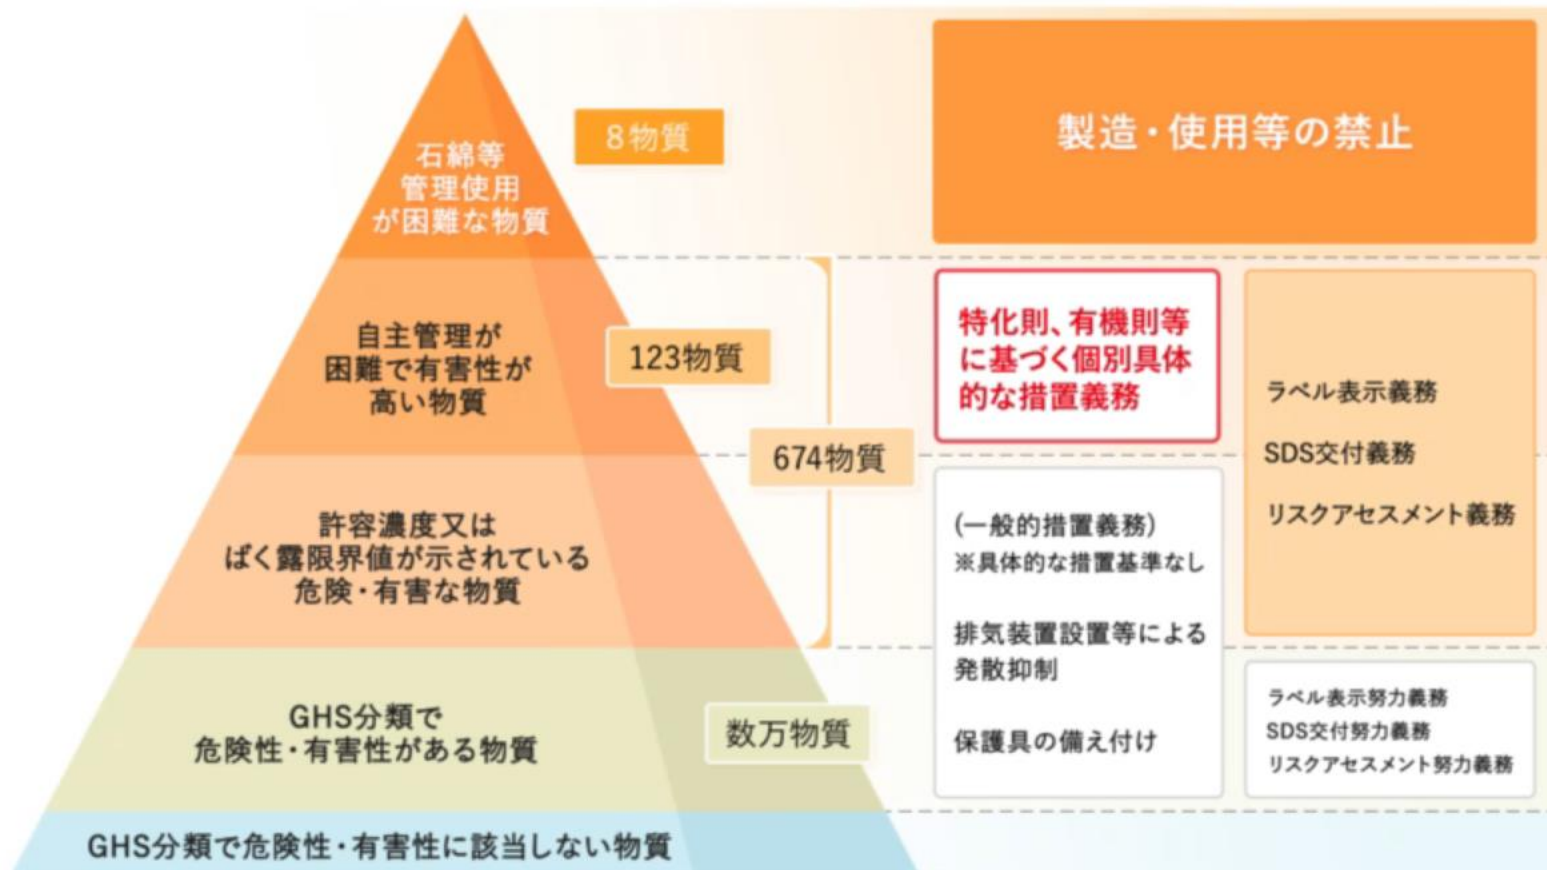 石綿等
管理使用
が困難な物質
8物質
製造・使用等の禁止
自主管理が
困難で有害性が
高い物質
123物質
674物質
特化則、有機則等
に基づく個別具体
的な措置義務
ラベル表示義務
SDS交付義務
リスクアセスメント義務
許容濃度又は
ばく露限界値が示されている
危険・有害な物質
(一般的措置義務)
※具体的な措置基準なし
排気装置設置等による
発散抑制
保護具の備え付け
GHS分類で
危険性・有害性がある物質
数万物質
ラベル表示努力義務
SDS交付努力義務
リスクアセスメント努力義務
GHS分類で危険性・有害性に該当しない物質